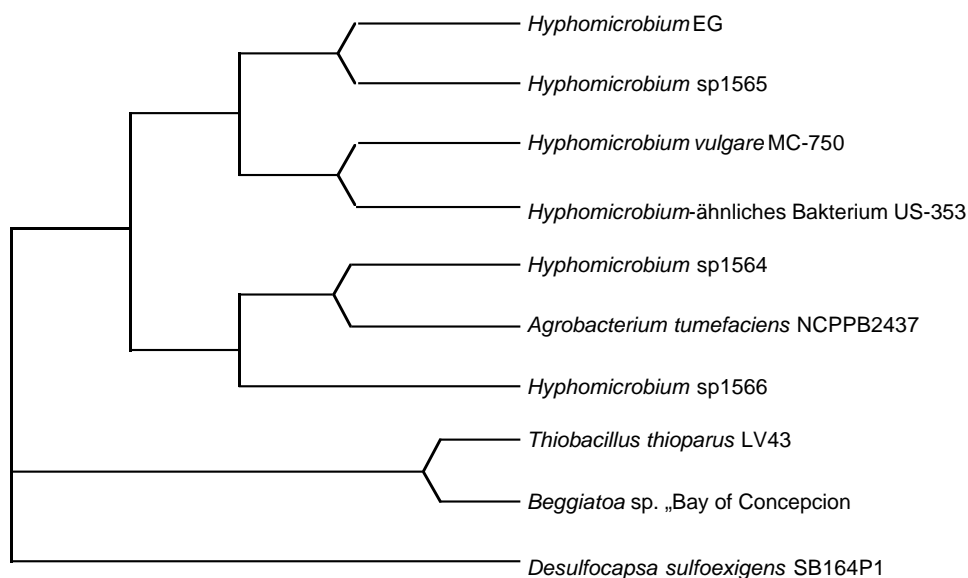 Hyphomicrobium EG
Hyphomicrobium sp1565
Hyphomicrobium vulgare MC-750
Hyphomicrobium-ähnliches Bakterium US-353
Hyphomicrobium sp1564
Agrobacterium tumefaciens NCPPB2437
Hyphomicrobium sp1566
Thiobacillus thioparus LV43
Beggiatoa sp. „Bay of Concepcion
Desulfocapsa sulfoexigens SB164P1